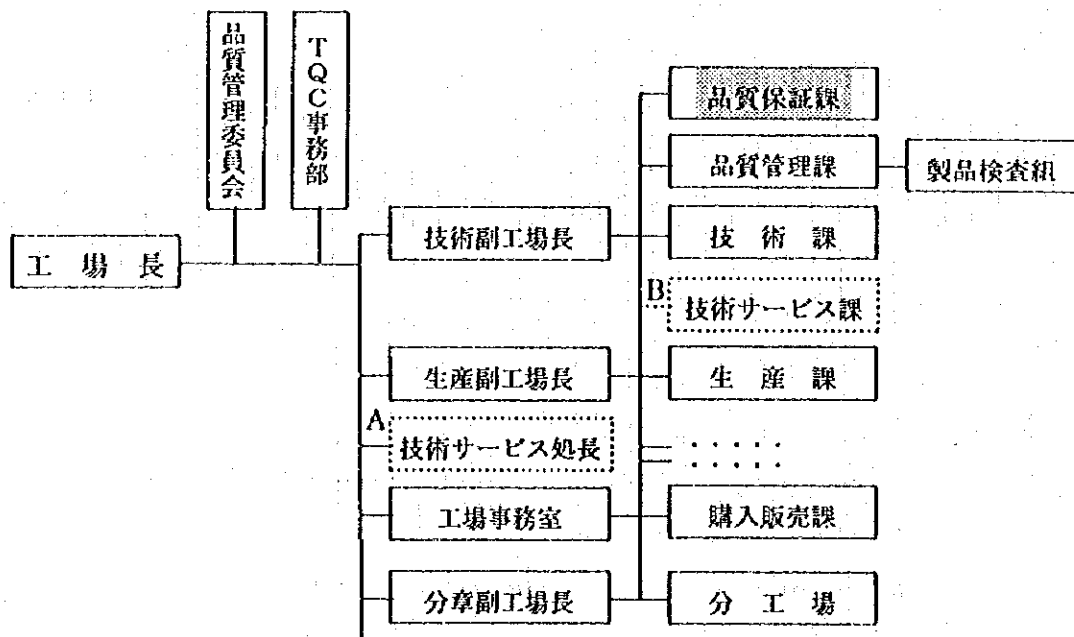 品質管理委員会
TQC事務部
品質保証課
品質管理課
製品検査組
技術副工場長
技術課
工場長
B
技術サービス課
生産副工場長
生産課
A
技術サービス処長
・・・・・
・・・・・
工場事務室
購入販売課
分章副工場長
分工場